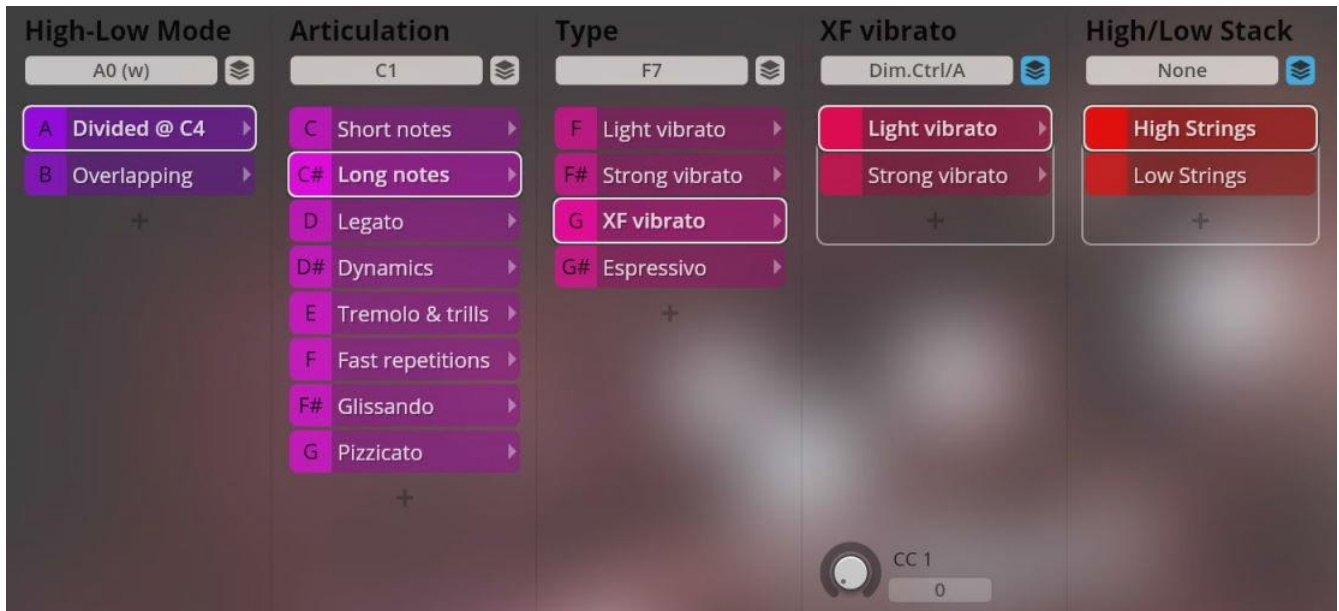 High-Low Mode
A0 (w)
A Divided @ C4
B Overlapping
+
Articulation
C1
C Short notes
C# Long notes
D Legato
D# Dynamics
E Tremolo & trills
F Fast repetitions
F# Glissando
G Pizzicato
+
Type
F7
F Light vibrato
F# Strong vibrato
G XF vibrato
G# Espressivo
+
XF vibrato
Dim.Ctrl/A
Light vibrato
Strong vibrato
+
CC 1
0
High/Low Stack
None
High Strings
Low Strings
+